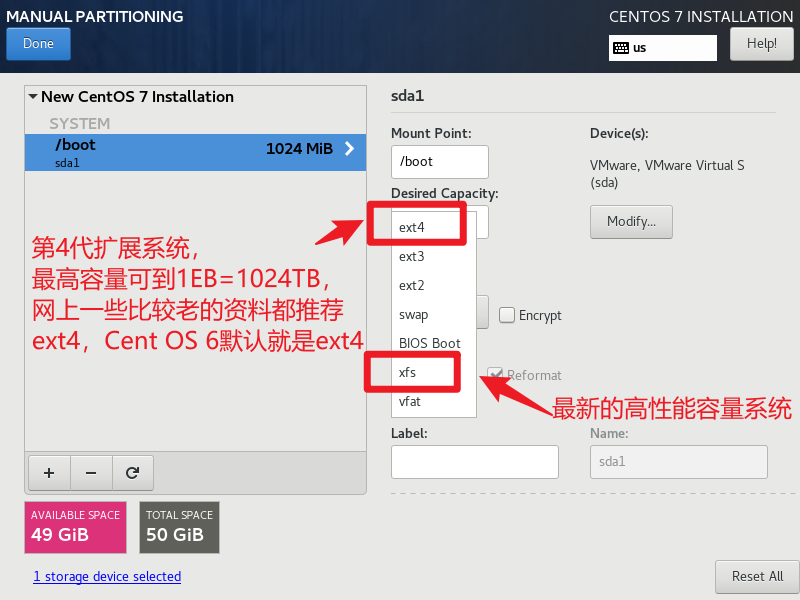 MANUAL PARTITIONING
CENTOS 7 INSTALLATION
Done
us
Help!
New CentOS 7 Installation
SYSTEM
/boot
1024 MiB
sda1
第4代扩展系统，
最高容量可到1EB=1024TB，
网上一些比较老的资料都推荐
ext4，Cent OS 6默认就是ext4
sda1
Mount Point:
/boot
Desired Capacity:
Device(s):
VMware, VMware Virtual S
(sda)
Modify...
ext4
ext3
ext2
swap
BIOS Boot
xfs
vfat
Encrypt
Reformat
最新的高性能容量系统
Label:
Name:
sda1
AVAILABLE SPACE
49 GiB
TOTAL SPACE
50 GiB
1 storage device selected
Reset All